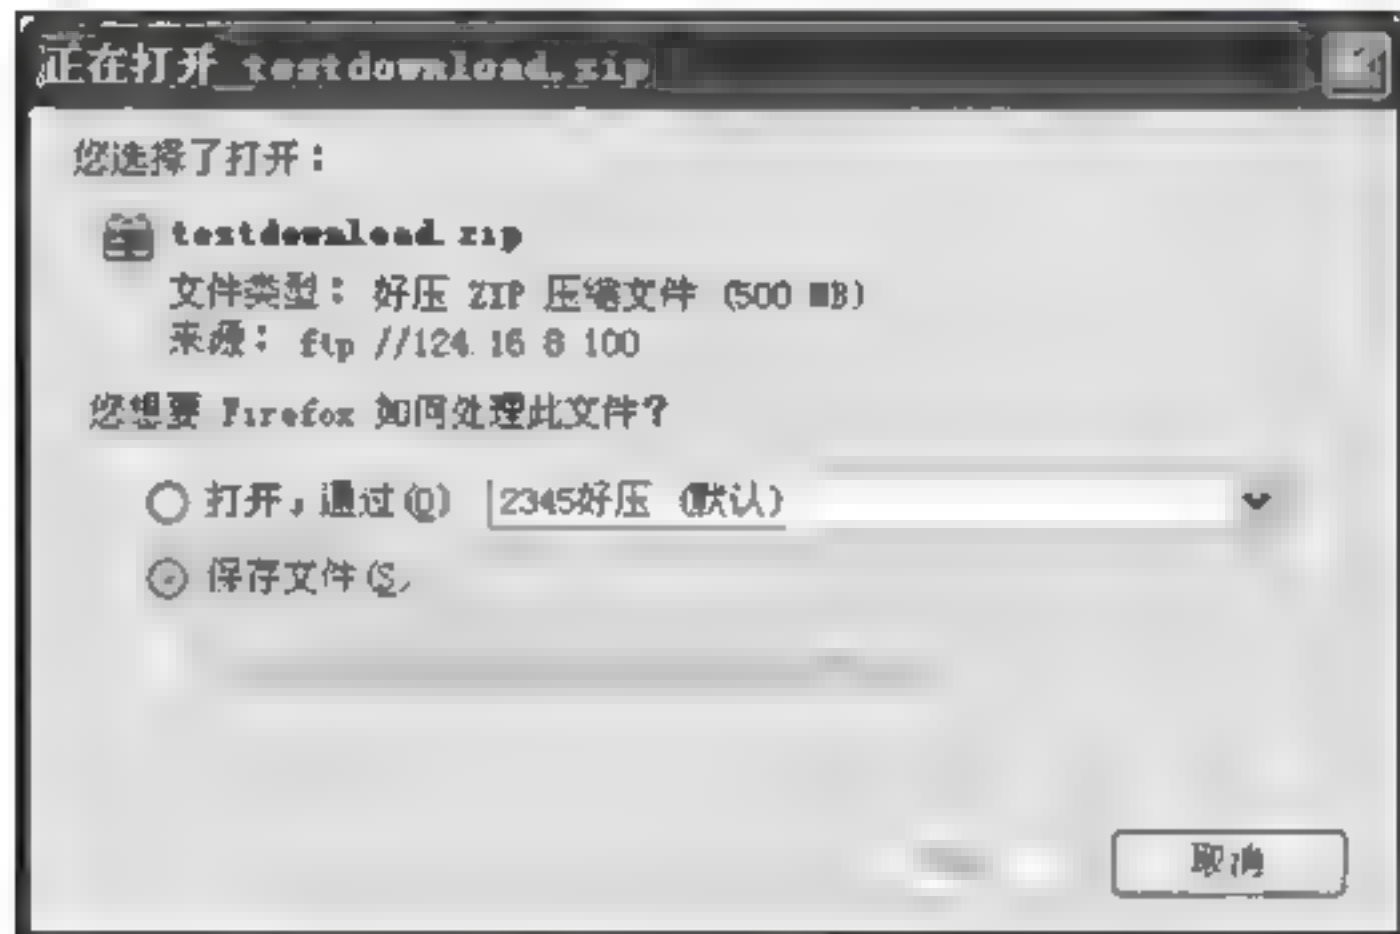 正在打开 testdownload.zip
您选择了打开：
testdownload.zip
文件类型： 好压 ZIP 压缩文件 (500 MB)
来源： ftp //124.16 8 100
您想要 Firefox 如何处理此文件？
打开，通过(O) 2345好压 (默认)
保存文件(S)
取消